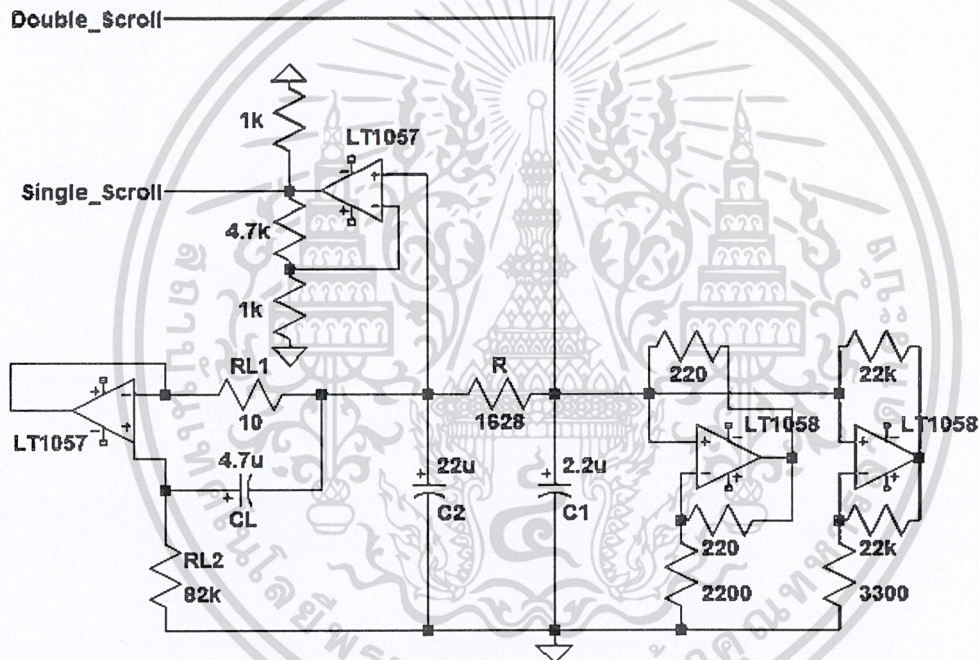 Double_Scroll
1k
LT1057
Single_Scroll
4.7k
1k
RL1
10
R
1628
220
22k
LT1057
4.7u
CL
22u
C2
2.2u
C1
LT1058
LT1058
220
22k
RL2
82k
2200
3300